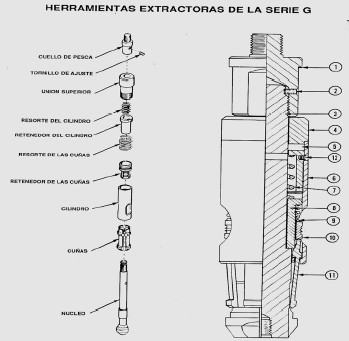 HERRAMIENTAS EXTRACTORAS DE LA SERIE G
CUELLO DE PESCA
TORNILLO DE AJUSTE
UNION SUPERIOR
RESORTE DEL CILINDRO
RETENEDOR DEL CILINDRO
RESORTE DE LAS CUÑAS
RETENEDOR DE LAS CUÑAS
CILINDRO
CUÑAS
NUCLEO
1
2
3
4
5
12
6
7
8
9
10
11